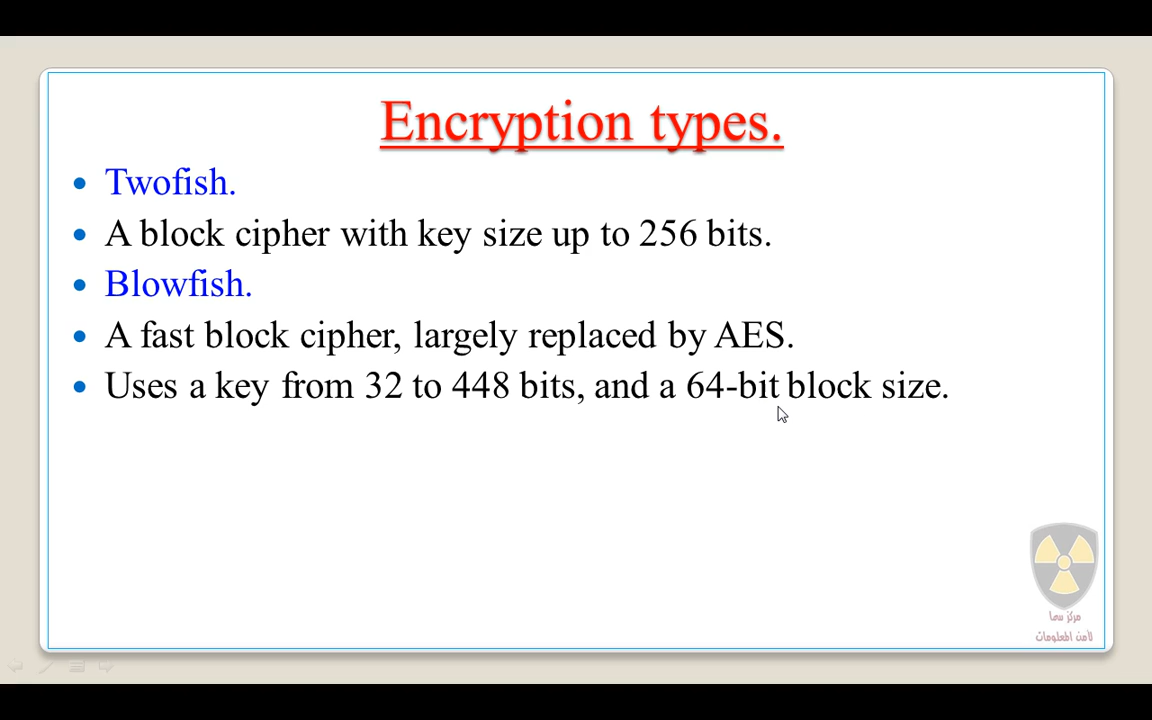 Encryption types.
Twofish.
A block cipher with key size up to 256 bits.
Blowfish.
A fast block cipher, largely replaced by AES.
Uses a key from 32 to 448 bits, and a 64-bit block size.
مركز سما
لأمن المعلومات